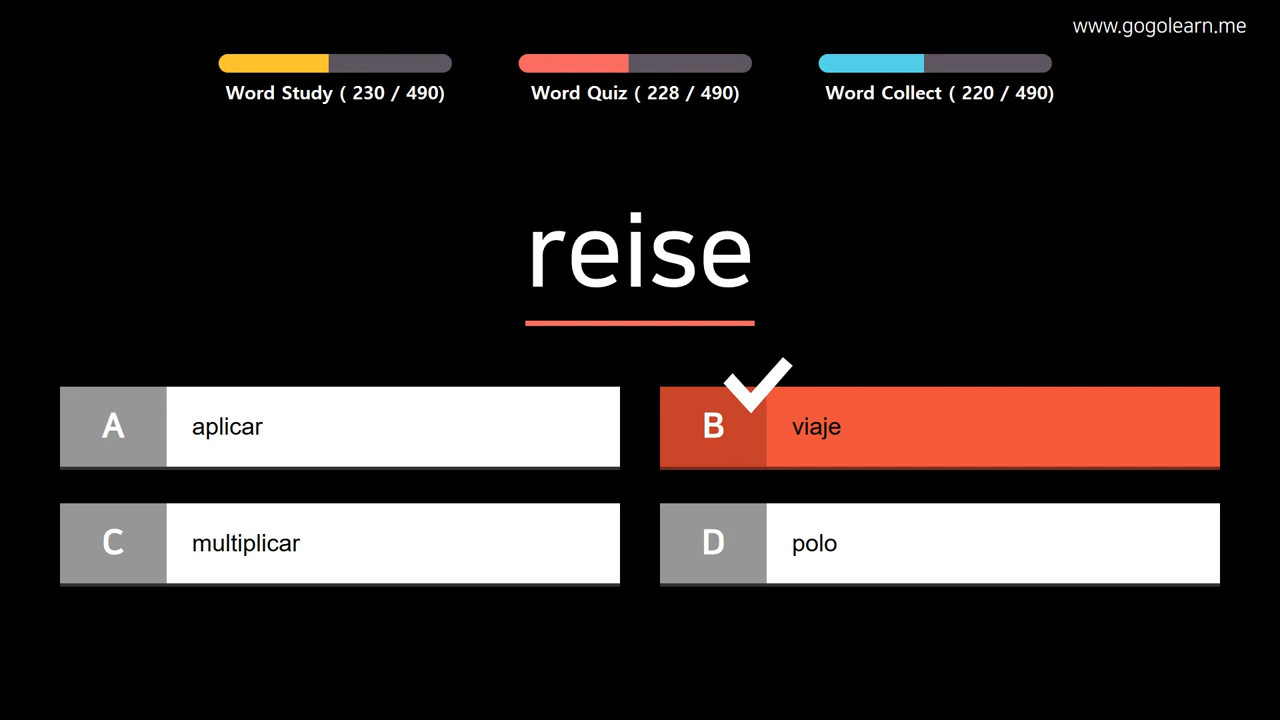 www.gogolearn.me
Word Study ( 230 / 490)
Word Quiz ( 228 / 490)
Word Collect ( 220 / 490)
reise
A aplicar
B viaje
C multiplicar
D polo